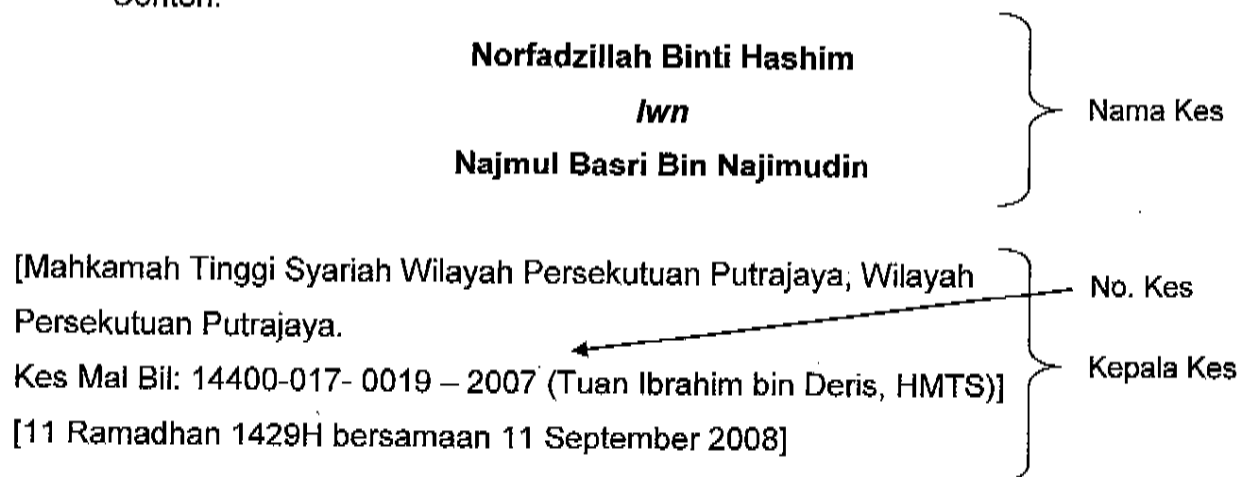 Contoh:
Norfadzillah Binti Hashim
lwn
Najmul Basri Bin Najimudin
Nama Kes
[Mahkamah Tinggi Syariah Wilayah Persekutuan Putrajaya, Wilayah
Persekutuan Putrajaya.
No. Kes
Kes Mal Bil: 14400-017- 0019 – 2007 (Tuan Ibrahim bin Deris, HMTS)]
Kepala Kes
[11 Ramadhan 1429H bersamaan 11 September 2008]